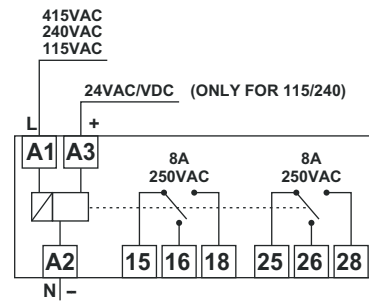 415VAC
240VAC
115VAC
24VAC/VDC (ONLY FOR 115/240)
L +
A1 A3
8A 8A
250VAC 250VAC
A2 15 16 18 25 26 28
N –